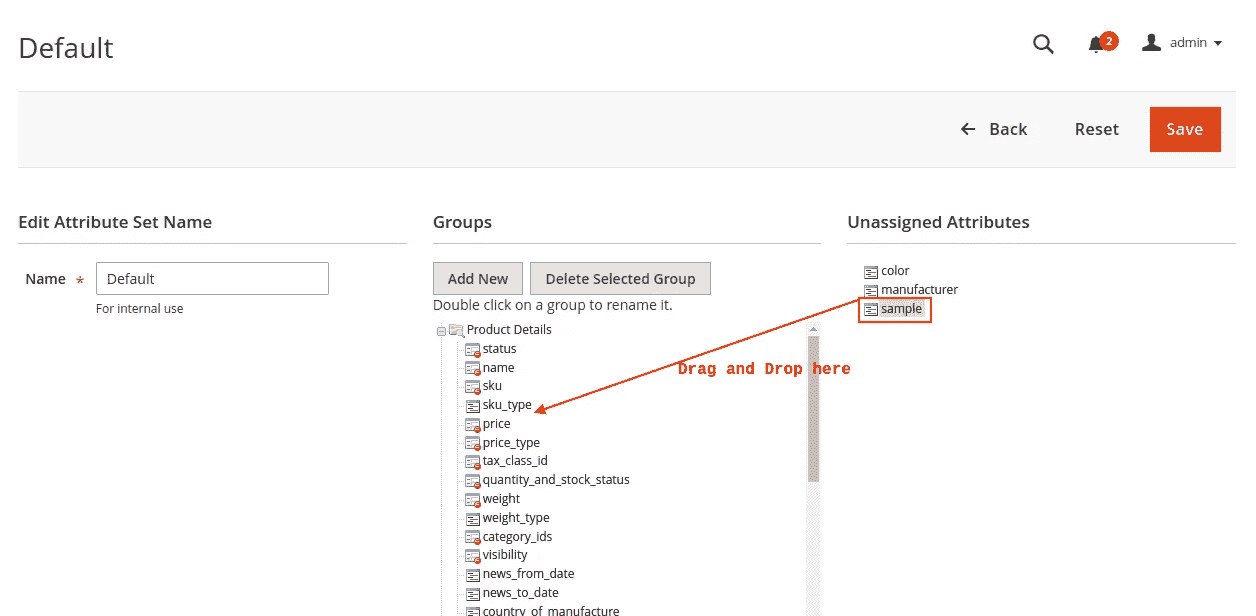 Default
2
admin
Back
Reset
Save
Edit Attribute Set Name
Name *
Default
For internal use
Groups
Add New
Delete Selected Group
Double click on a group to rename it.
Product Details
status
name
sku
sku_type
price
price_type
tax_class_id
quantity_and_stock_status
weight
weight_type
category_ids
visibility
news_from_date
news_to_date
country_of_manufacture
Drag and Drop here
Unassigned Attributes
color
manufacturer
sample